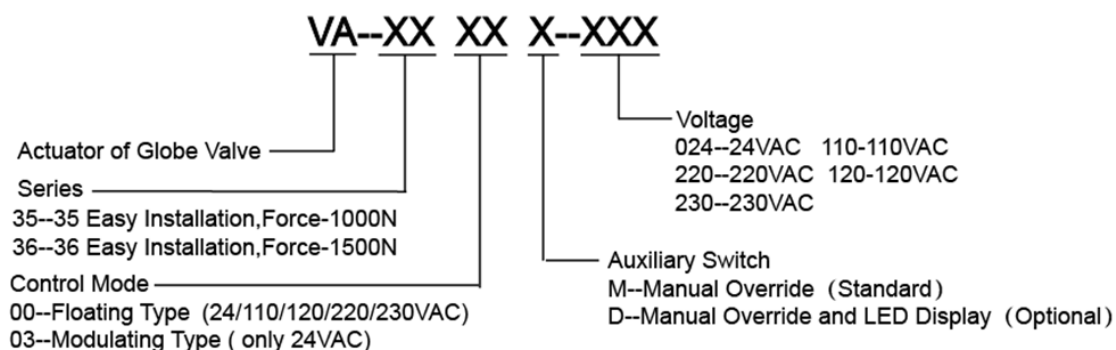 VA--XX XX X--XXX
Actuator of Globe Valve
Series
35--35 Easy Installation,Force-1000N
36--36 Easy Installation,Force-1500N
Control Mode
00--Floating Type (24/110/120/220/230VAC)
03--Modulating Type ( only 24VAC)
Voltage
024--24VAC 110-110VAC
220--220VAC 120-120VAC
230--230VAC
Auxiliary Switch
M--Manual Override (Standard)
D--Manual Override and LED Display (Optional)